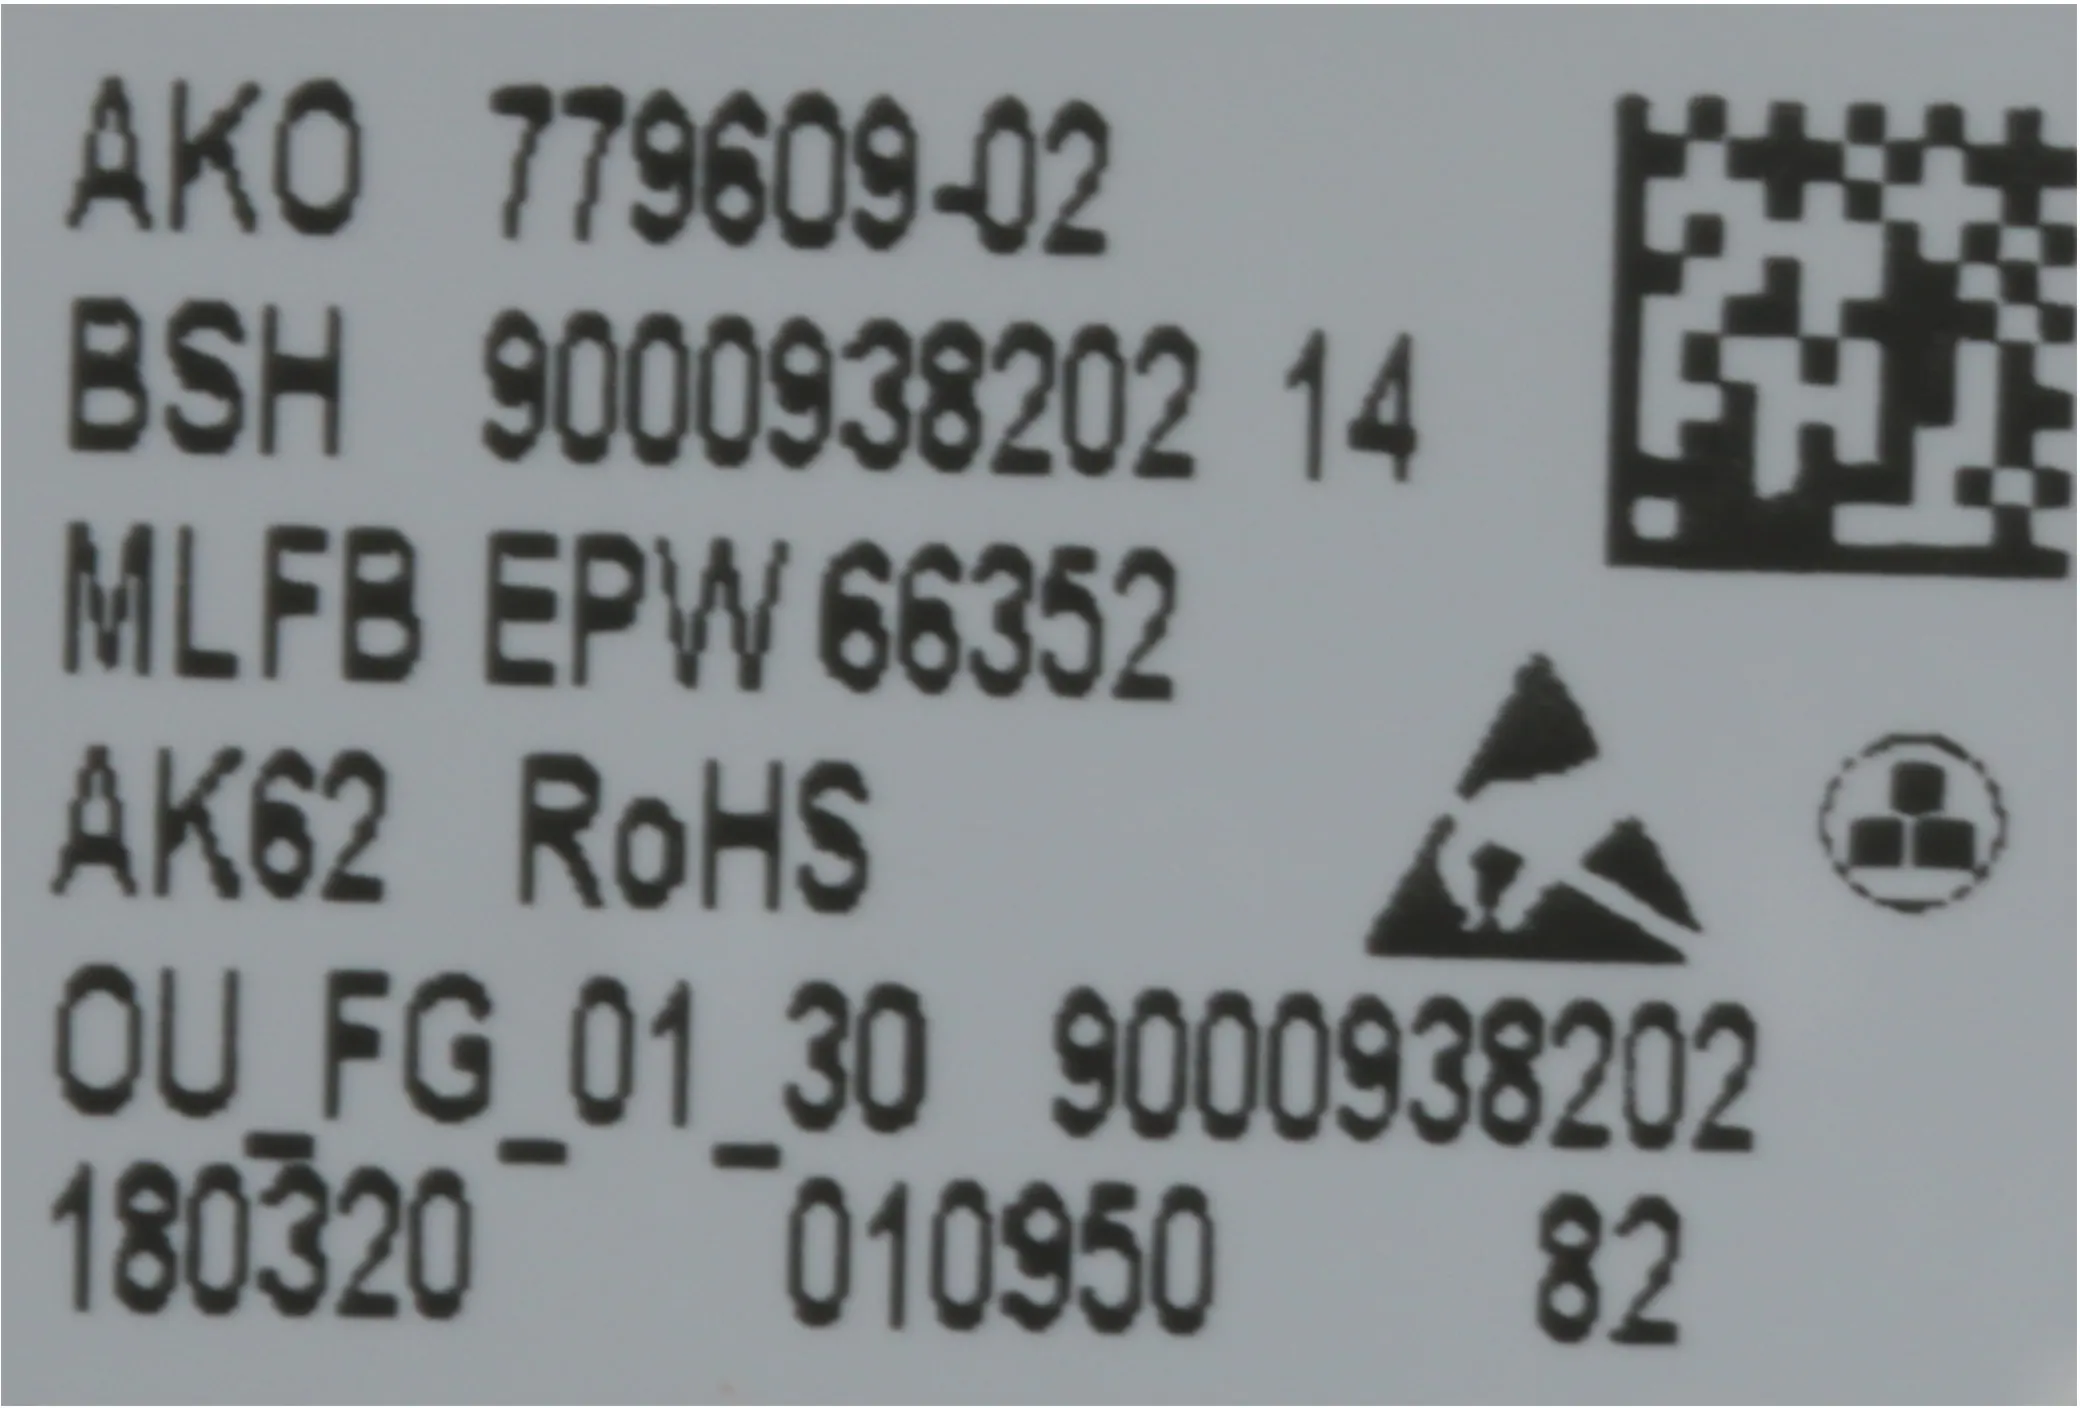 AKO 779609-02
BSH 9000938202 14
MLFB EPW 66352
AK62 RoHS
OU_FG_01_30 9000938202
180320 010950 82